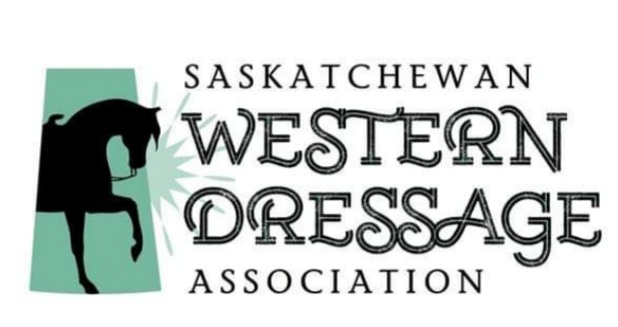 SASKATCHEWAN
WESTERN
DRESSAGE
ASSOCIATION